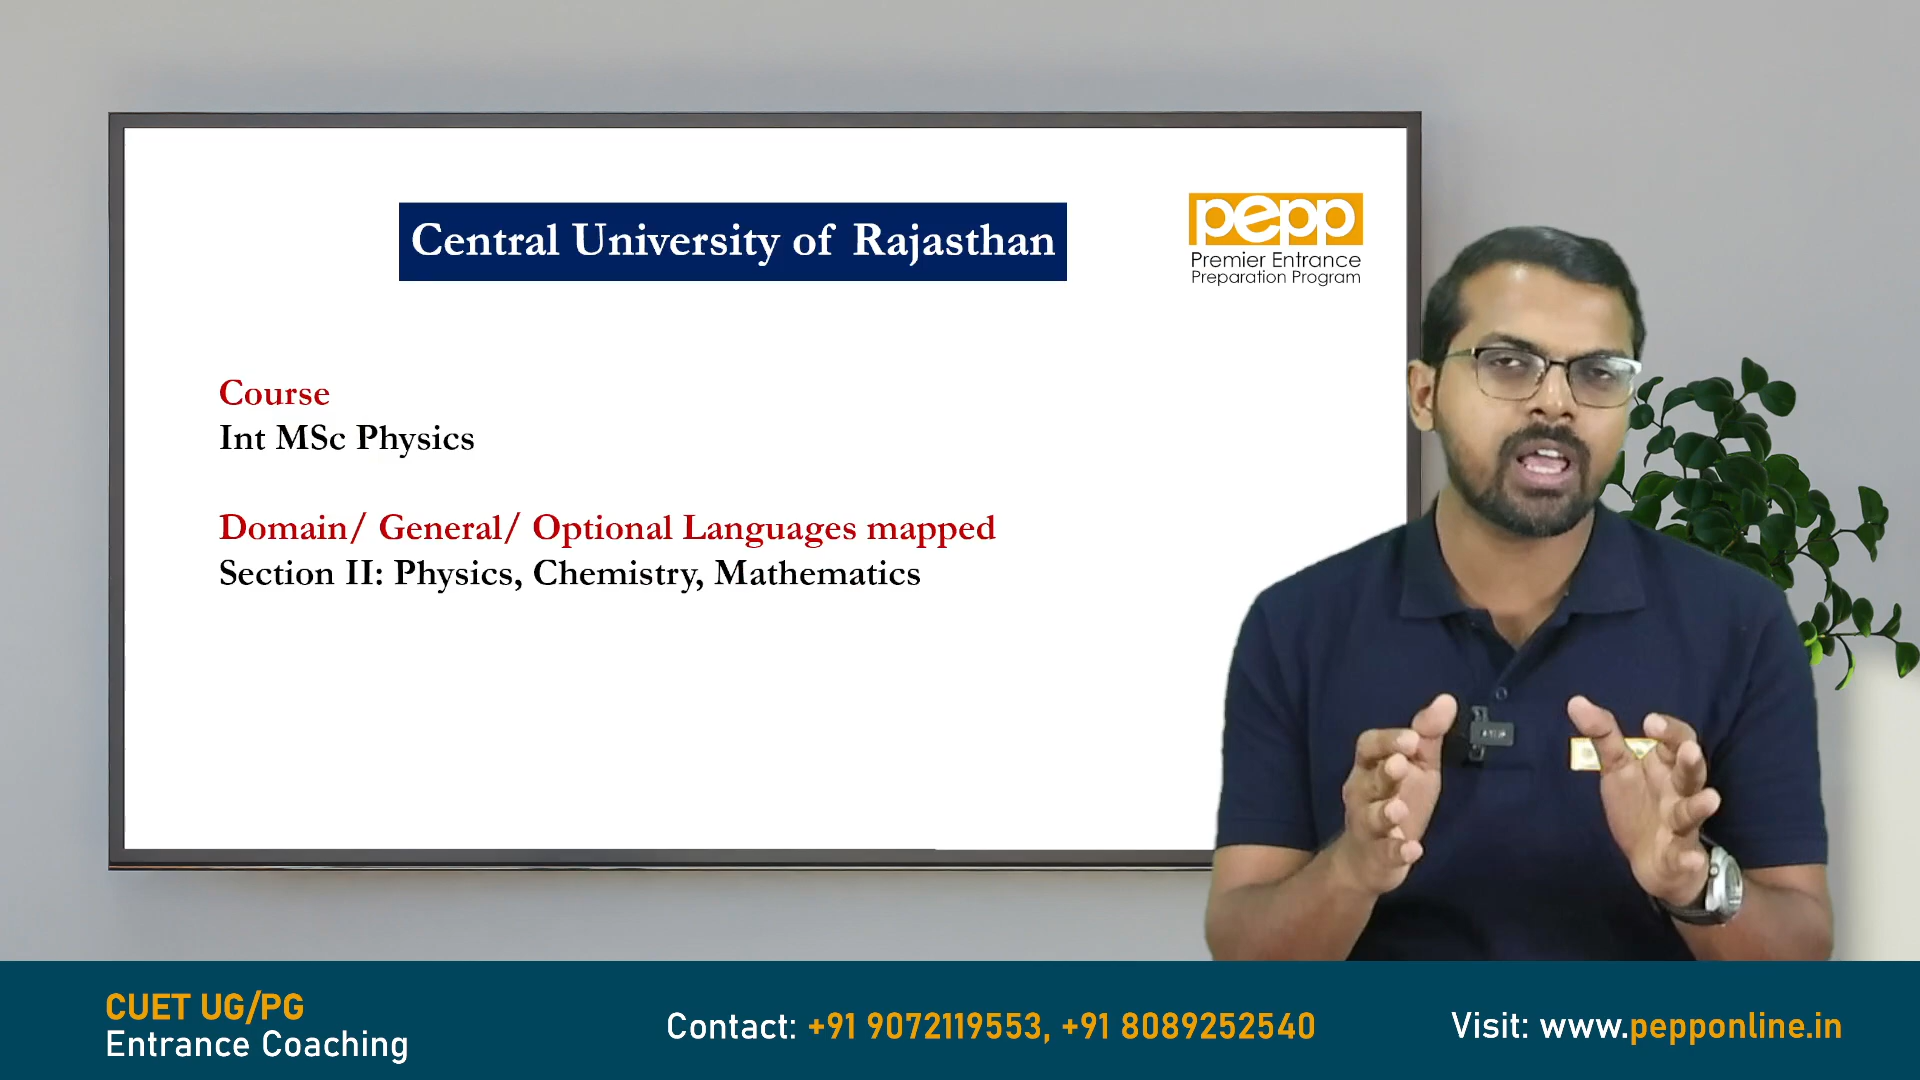 Central University of Rajasthan
pepp
Premier Entrance
Preparation Program
Course
Int MSc Physics
Domain/ General/ Optional Languages mapped
Section II: Physics, Chemistry, Mathematics
CUET UG/PG
Entrance Coaching
Contact: +91 9072119553, +91 8089252540
Visit: www.pepponline.in